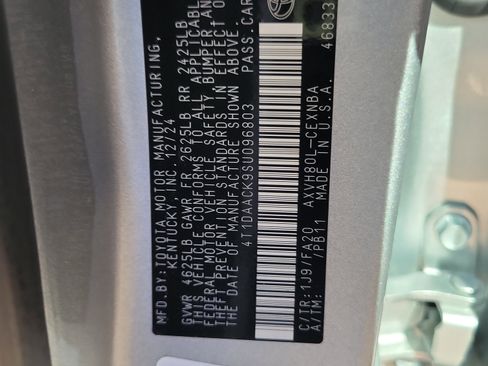 MFD.BY: TOYOTA MOTOR MANUFACTURING,
KENTUCKY, INC. 12/24
GVWR 4625LB GAWR FR 2625LB RR 2425LB
THIS VEHICLE CONFORMS TO ALL APPLICABLE
FEDERAL MOTOR VEHICLE SAFETY, BUMPER AND
THEFT PREVENTION STANDARDS IN EFFECT ON
THE DATE OF MANUFACTURE SHOWN ABOVE.
4T1DAACK9SU096803 PASS.CAR
C/TR: 1J9/FA20 AXVH80L-CEXNBA
A/TM: /PB11 MADE IN U.S.A.
46833